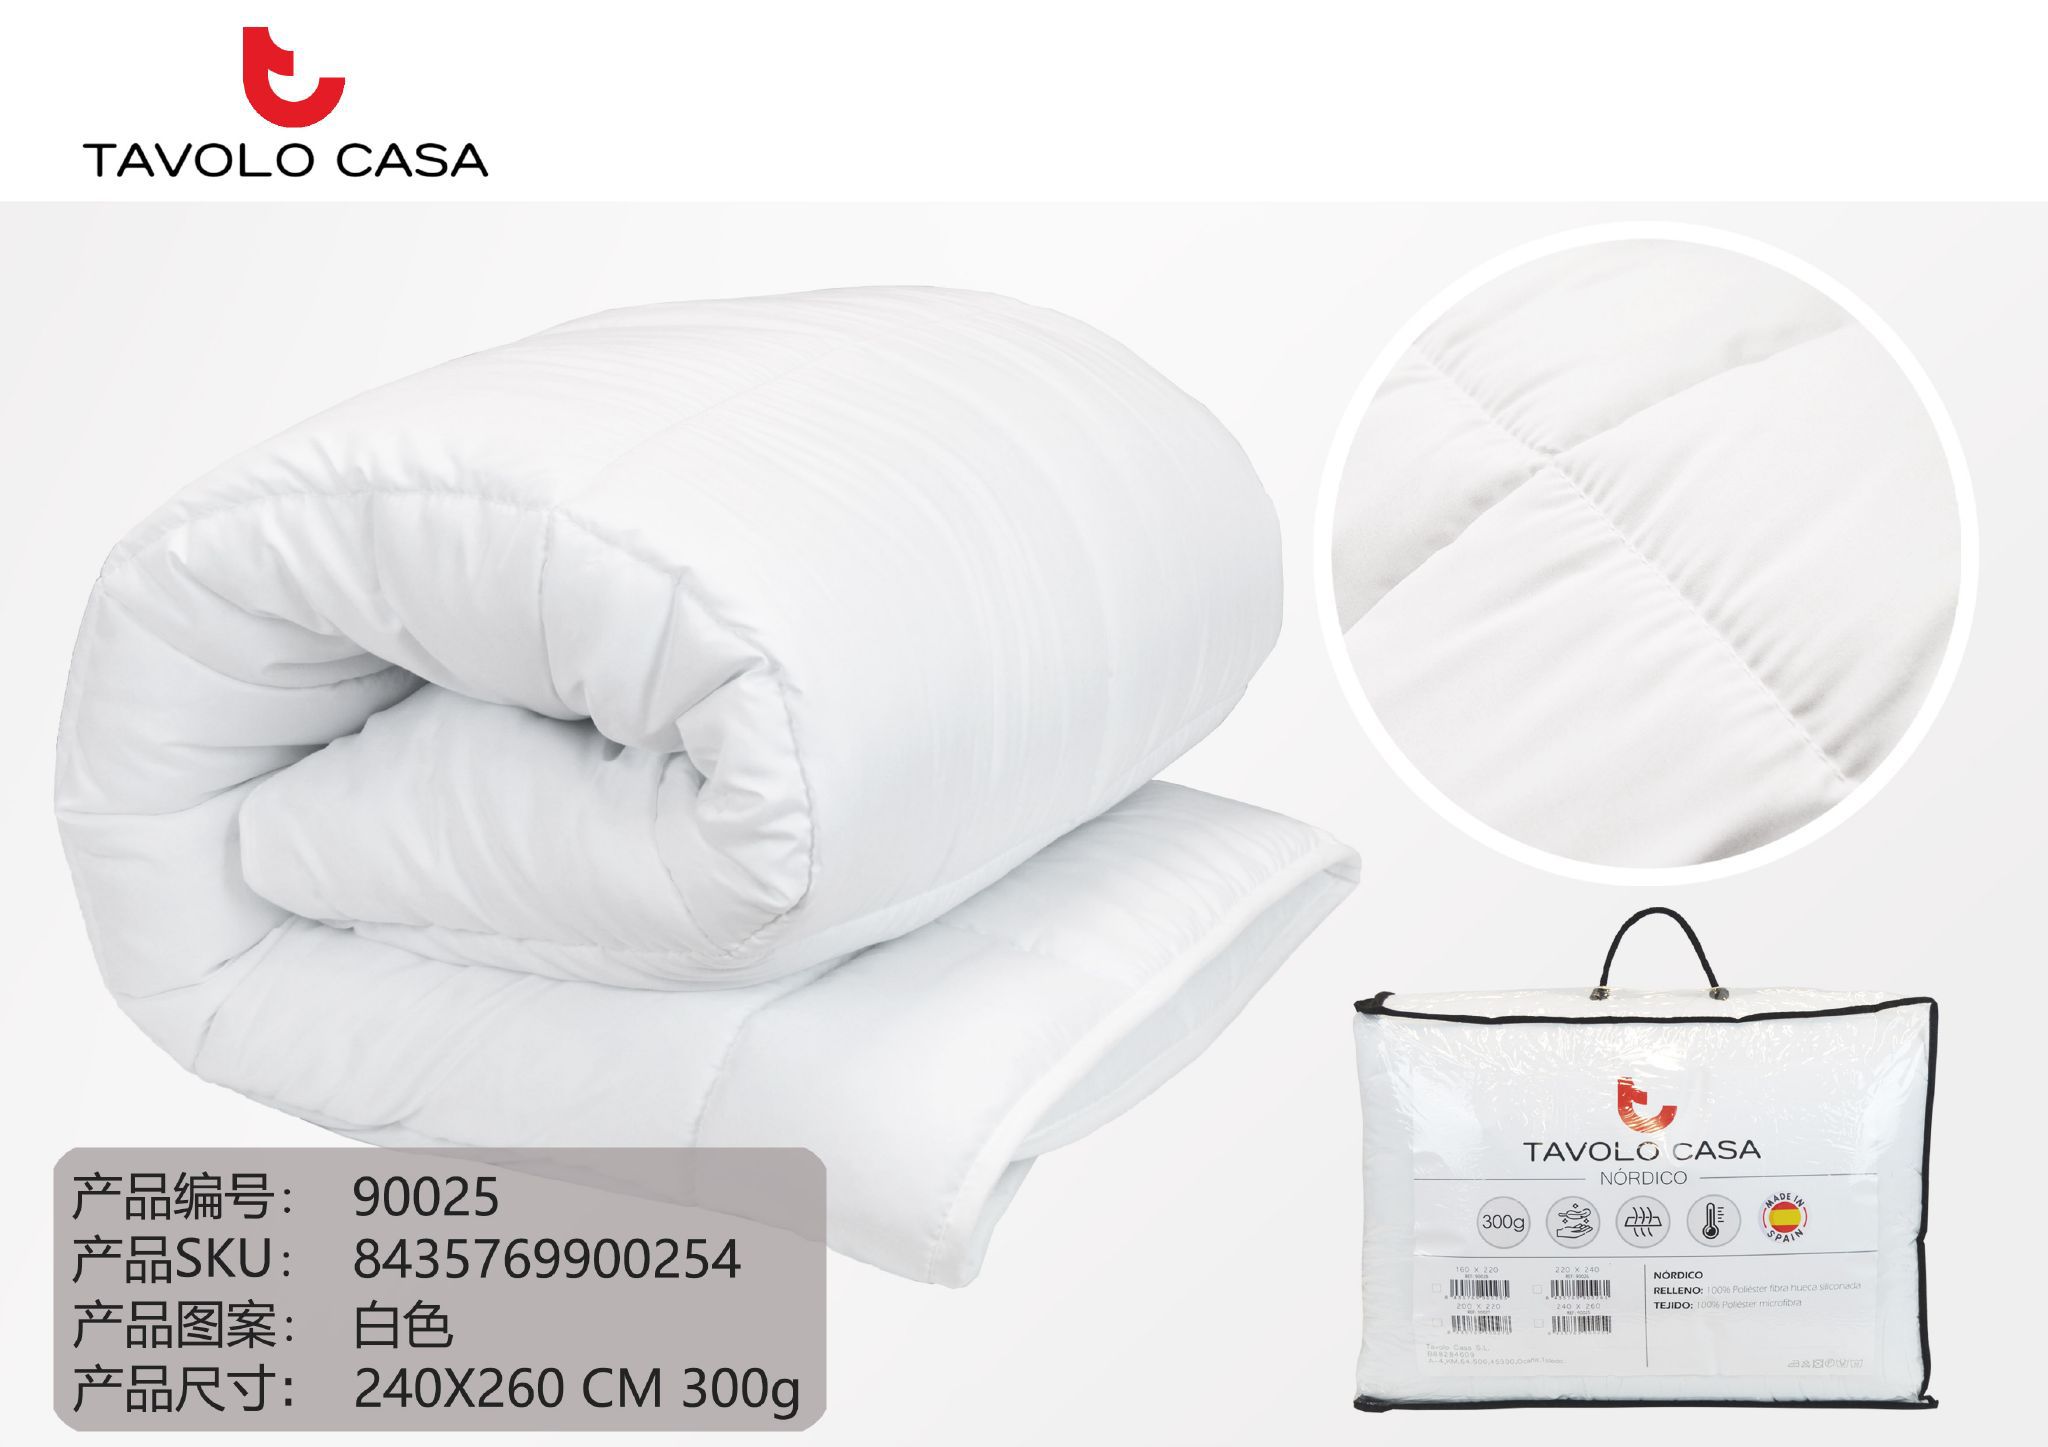 TAVOLO CASA
产品编号： 90025
产品SKU： 8435769900254
产品图案： 白色
产品尺寸： 240X260 CM 300g
TAVOLO CASA
NÓRDICO
300g
MADE IN SPAIN
160 X 220
220 X 240
200 X 220
240 X 260
REF: 90025
NÓRDICO
RELLENO: 100% Poliéster fibra hueca siliconada
TEJIDO: 100% Poliéster microfibra
Tavolo Casa S.L.